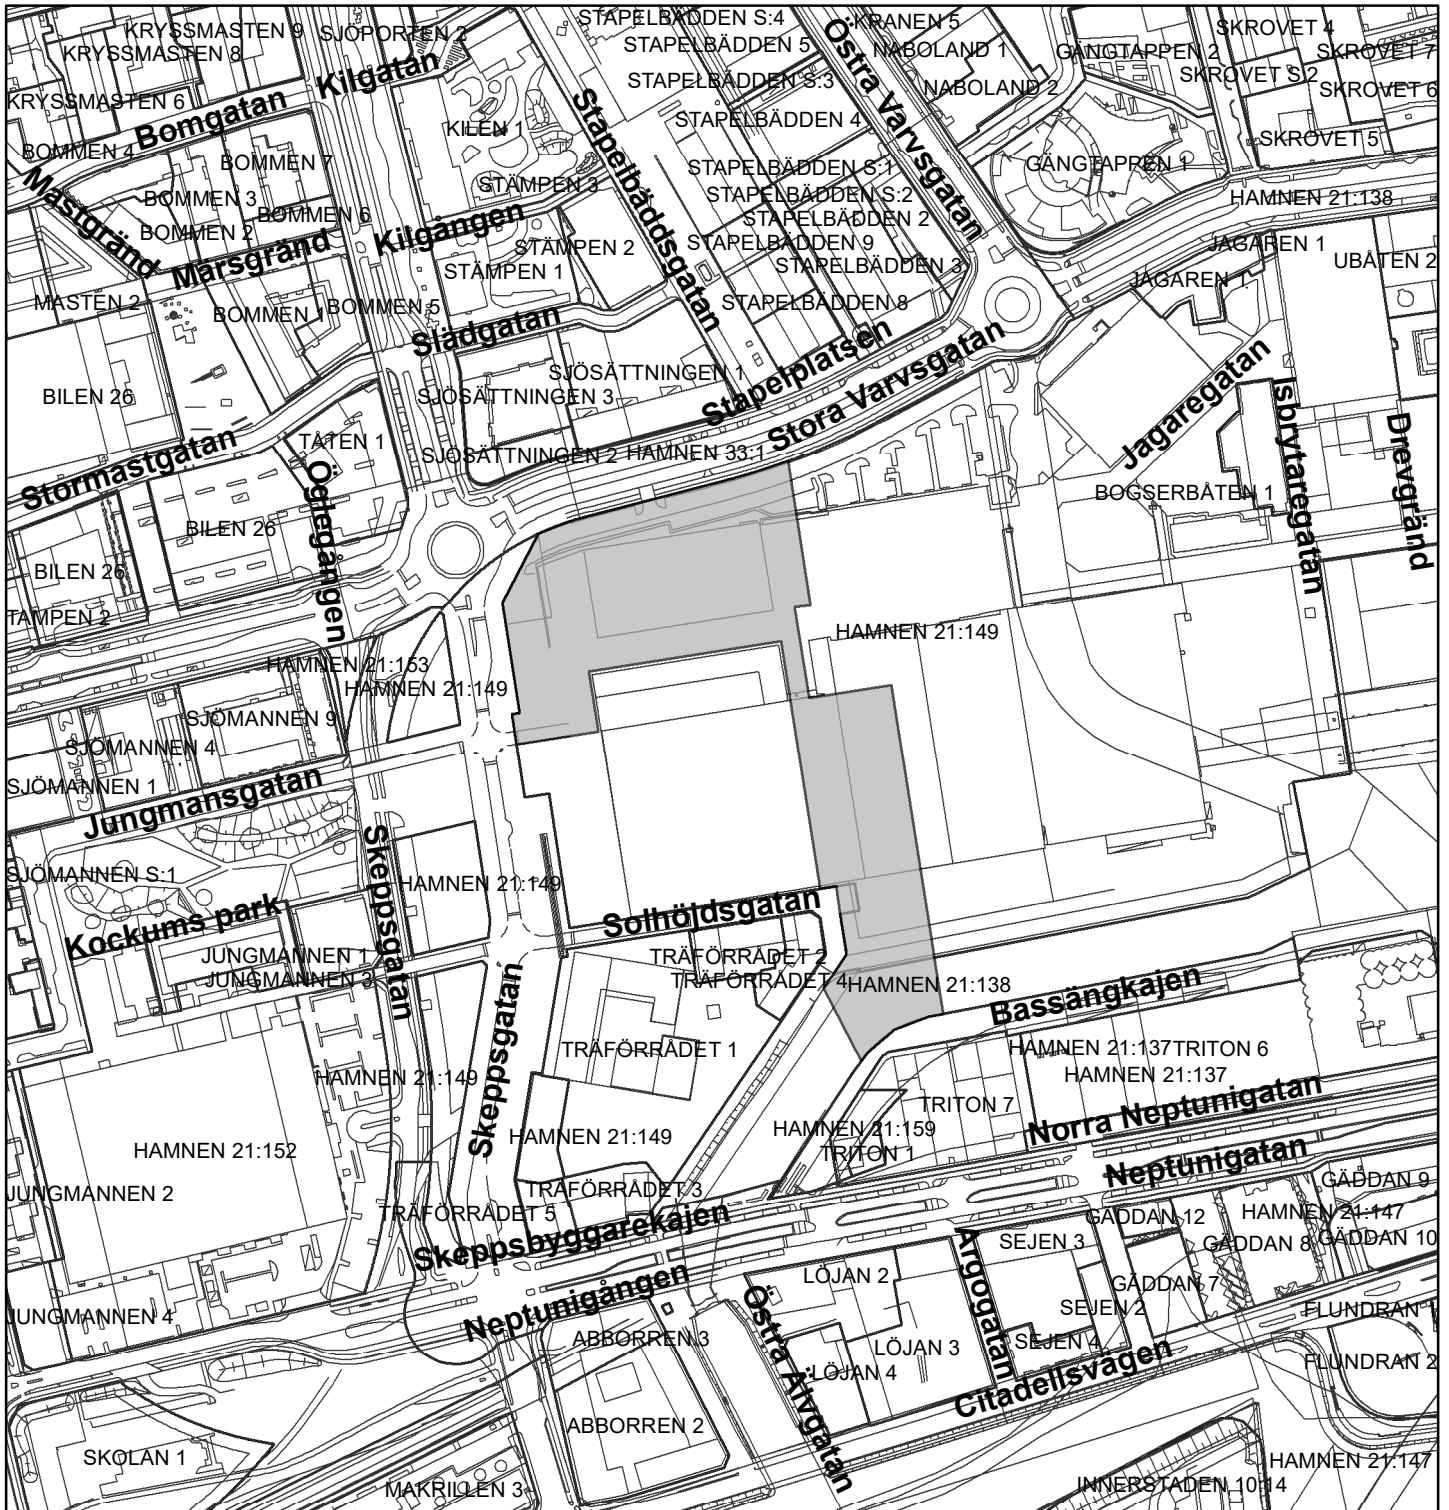 KRYSSMASTEN 9
SJÖPORTEN 2
STAPELBÄDDEN S:4
KRANEN 5
SKROVET 4
KRYSSMASTEN 8
STAPELBÄDDEN 5
NABOLAND 1
GÄNGTAPPEN 2
SKROVET 7
Kilgatan
Östra Varvsgatan
SKROVET S:2
KRYSSMASTEN 6
STAPELBÄDDEN S:3
NABOLAND 2
SKROVET 6
Bomgatan
KILEN 1
Stapelbäddsgatan
STAPELBÄDDEN 4
SKROVET 5
BOMMEN 4
BOMMEN 7
STAPELBÄDDEN S:1
GÄNGTAPPEN 1
Mastgränd
BOMMEN 3
STÄMPEN 3
STAPELBÄDDEN S:2
HAMNEN 21:138
BOMMEN 6
Kilgången
STAPELBÄDDEN 2
BOMMEN 2
STÄMPEN 2
STAPELBÄDDEN 9
JAGAREN 1
Märsgränd
STÄMPEN 1
STAPELBÄDDEN 3
UBÅTEN 2
JAGAREN 1
MASTEN 2
BOMMEN 1
BOMMEN 5
STAPELBÄDDEN 8
Slädgatan
Stapelplatsen
Stora Varvsgatan
SJÖSÄTTNINGEN 1
BILEN 26
SJÖSÄTTNINGEN 3
Jagaregatan
Isbrytaregatan
Drevgränd
Stormastgatan
TÅTEN 1
SJÖSÄTTNINGEN 2
HAMNEN 33:1
Öglegången
BOGSERBÅTEN 1
BILEN 26
BILEN 26
TAMPEN 2
HAMNEN 21:149
HAMNEN 21:153
HAMNEN 21:149
SJÖMANNEN 9
SJÖMANNEN 4
SJÖMANNEN 1
Jungmansgatan
SJÖMANNEN S:1
Skeppsgatan
HAMNEN 21:149
Kockums park
Solhöjdsgatan
JUNGMANNEN 1
TRÄFÖRRÅDET 2
JUNGMANNEN 3
TRÄFÖRRÅDET 4
HAMNEN 21:138
Bassängkajen
Skeppsgatan
TRÄFÖRRÅDET 1
HAMNEN 21:137
TRITON 6
HAMNEN 21:149
HAMNEN 21:137
TRITON 7
Norra Neptunigatan
HAMNEN 21:149
HAMNEN 21:159
HAMNEN 21:152
TRITON 1
Neptunigatan
JUNGMANNEN 2
TRÄFÖRRÅDET 3
GÄDDAN 9
TRÄFÖRRÅDET 5
GÄDDAN 12
HAMNEN 21:147
Skeppsbyggarekajen
Argogatan
SEJEN 3
GÄDDAN 8
GÄDDAN 10
LÖJAN 2
GÄDDAN 7
Neptunigången
Östra Älvgatan
SEJEN 2
FLUNDRAN 1
JUNGMANNEN 4
ABBORREN 3
LÖJAN 3
SEJEN 4
FLUNDRAN 2
LÖJAN 4
Citadellsvägen
ABBORREN 2
SKOLAN 1
HAMNEN 21:147
MAKRILLEN 3
INNERSTADEN 10:14